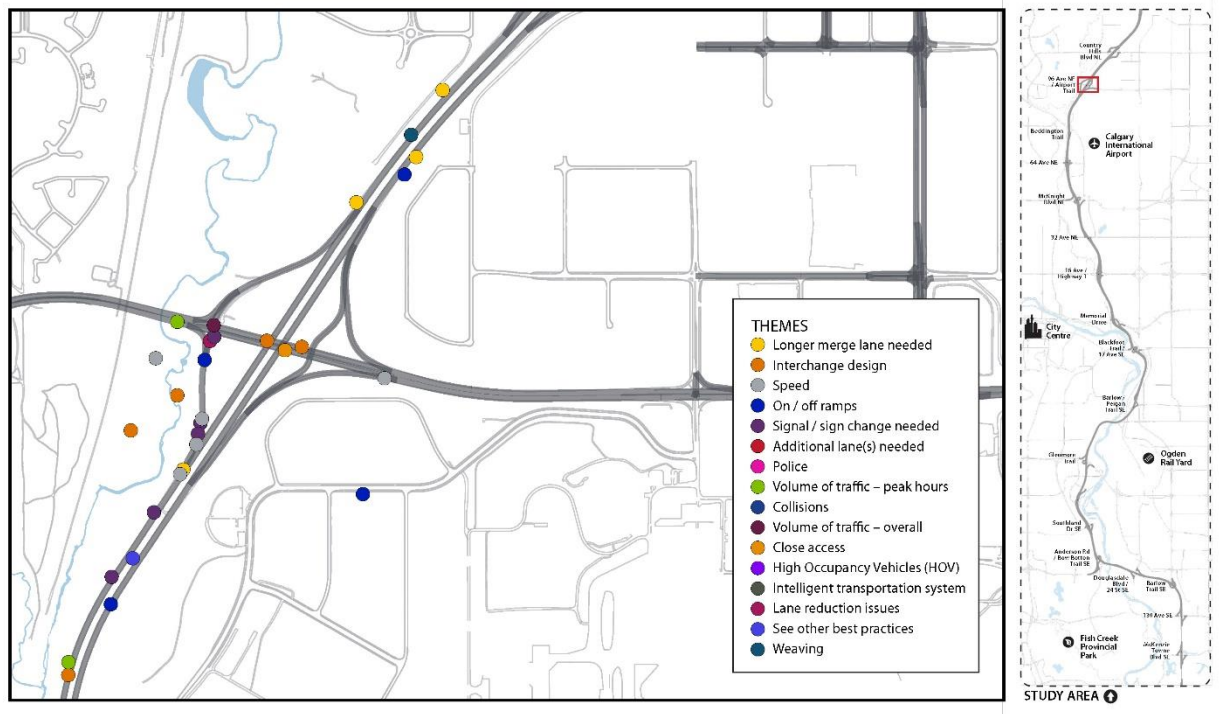 THEMES
Longer merge lane needed
Interchange design
Speed
On / off ramps
Signal / sign change needed
Additional lane(s) needed
Police
Volume of traffic – peak hours
Collisions
Volume of traffic – overall
Close access
High Occupancy Vehicles (HOV)
Intelligent transportation system
Lane reduction issues
See other best practices
Weaving
Country
Hills
Blvd NE
96 Ave NE
/ Airport
Trail
Beddington
Trail
Calgary
International
Airport
64 Ave NE
McKnight
Blvd NE
32 Ave NE
16 Ave /
Highway 1
Memorial
Drive
City
Centre
Blackfoot
Trail /
17 Ave SE
Barlow /
Peigan
Trail SE
Glenmore
Trail
Ogden
Rail Yard
Southland
Dr SE
Anderson Rd
/ Bow Bottom
Trail SE
Douglasdale
Blvd /
24 St SE
Barlow
Trail SE
130 Ave SE
Fish Creek
Provincial
Park
McKenzie
Towne
Blvd SE
STUDY AREA